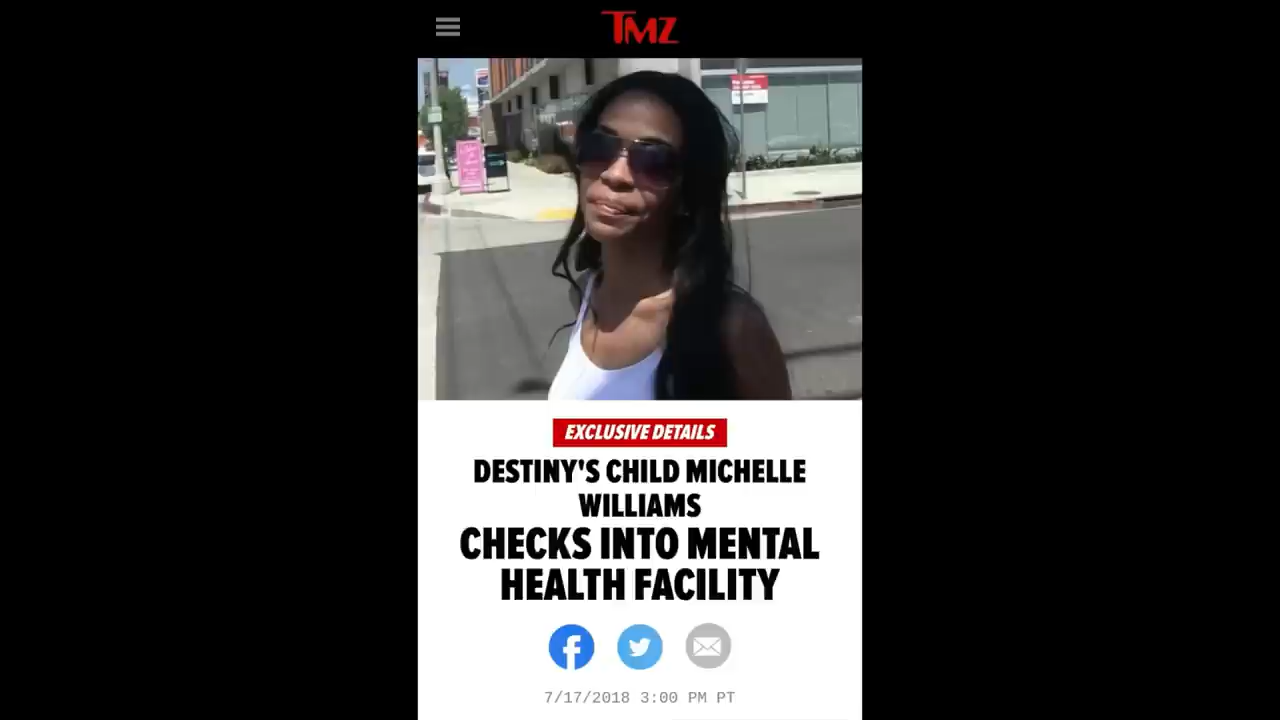 TMZ
EXCLUSIVE DETAILS
DESTINY'S CHILD MICHELLE
WILLIAMS
CHECKS INTO MENTAL
HEALTH FACILITY
7/17/2018 3:00 PM PT